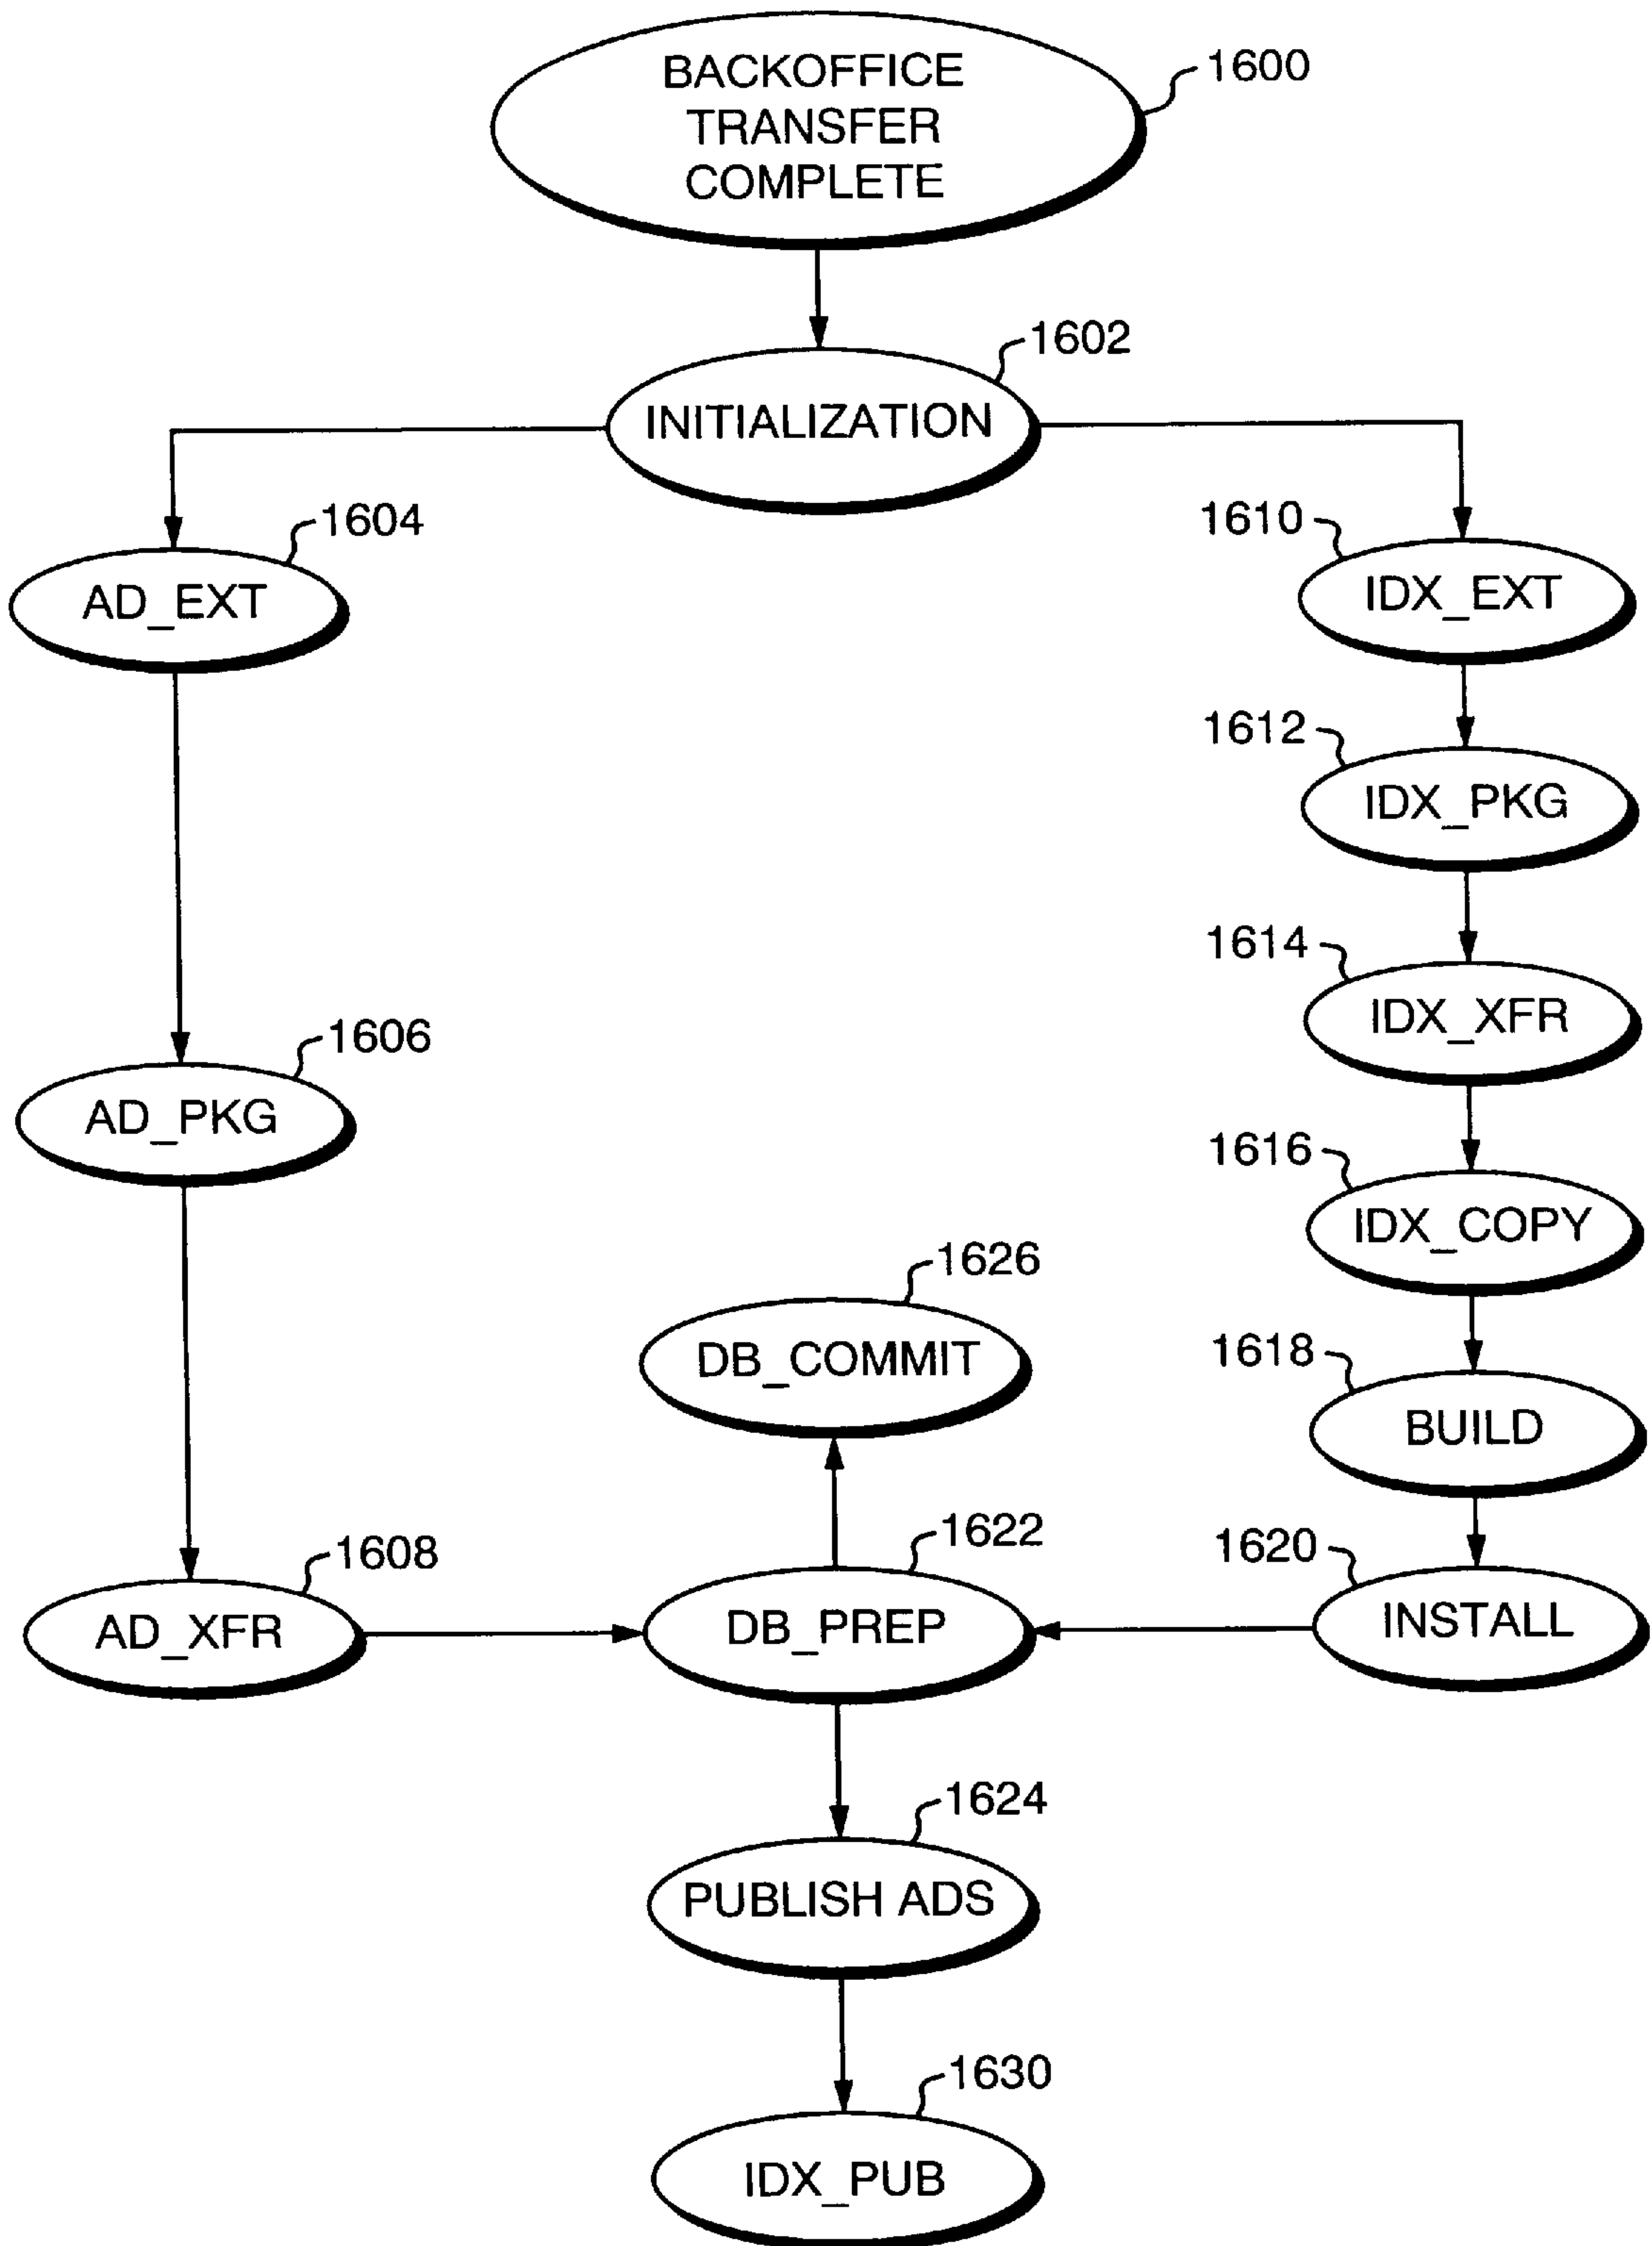 BACKOFFICE
TRANSFER
COMPLETE
1600
1602
INITIALIZATION
1604
AD_EXT
1610
IDX_EXT
1612
IDX_PKG
1614
IDX_XFR
1606
AD_PKG
1616
IDX_COPY
1626
DB_COMMIT
1618
BUILD
1608
AD_XFR
1622
DB_PREP
1620
INSTALL
1624
PUBLISH ADS
1630
IDX_PUB